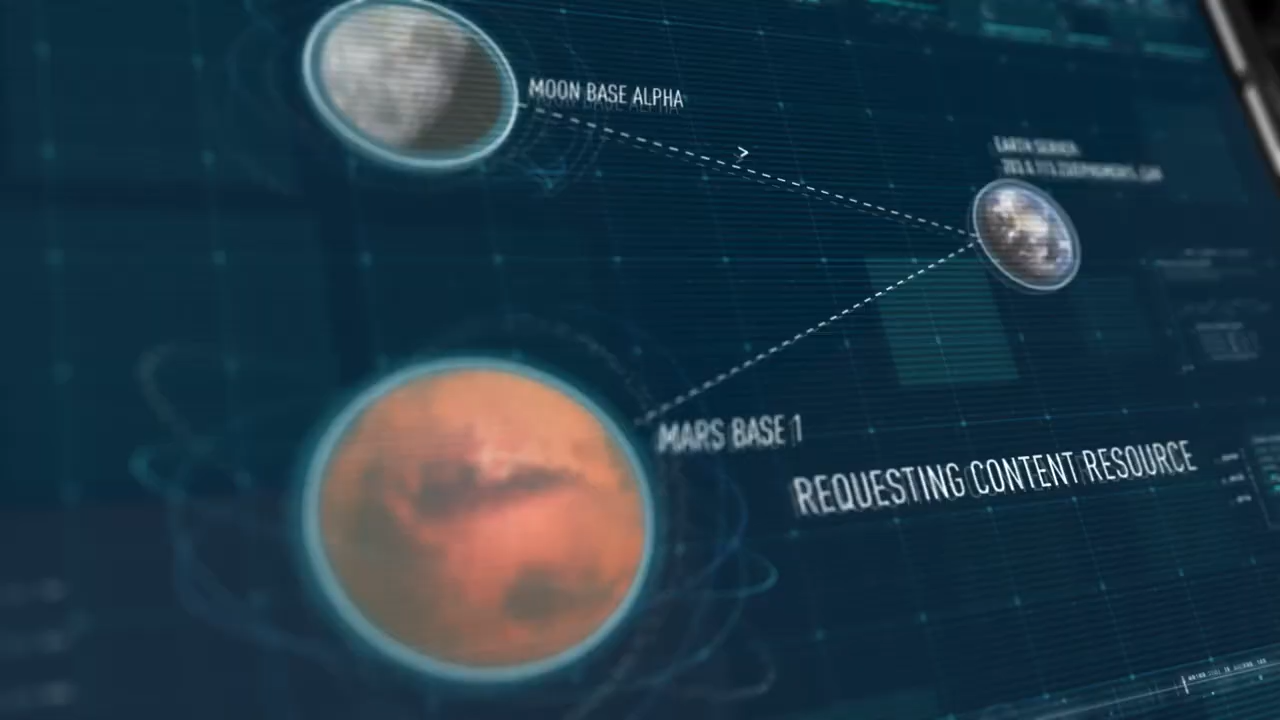 MOON BASE ALPHA
EARTH SERVER
MARS BASE 1
REQUESTING CONTENT RESOURCE